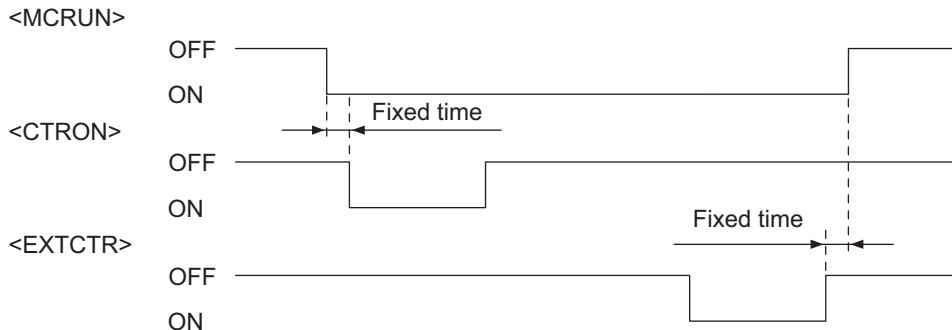 <MCRUN>
OFF
ON
Fixed time
<CTRON>
OFF
ON
Fixed time
<EXTCTR>
OFF
ON